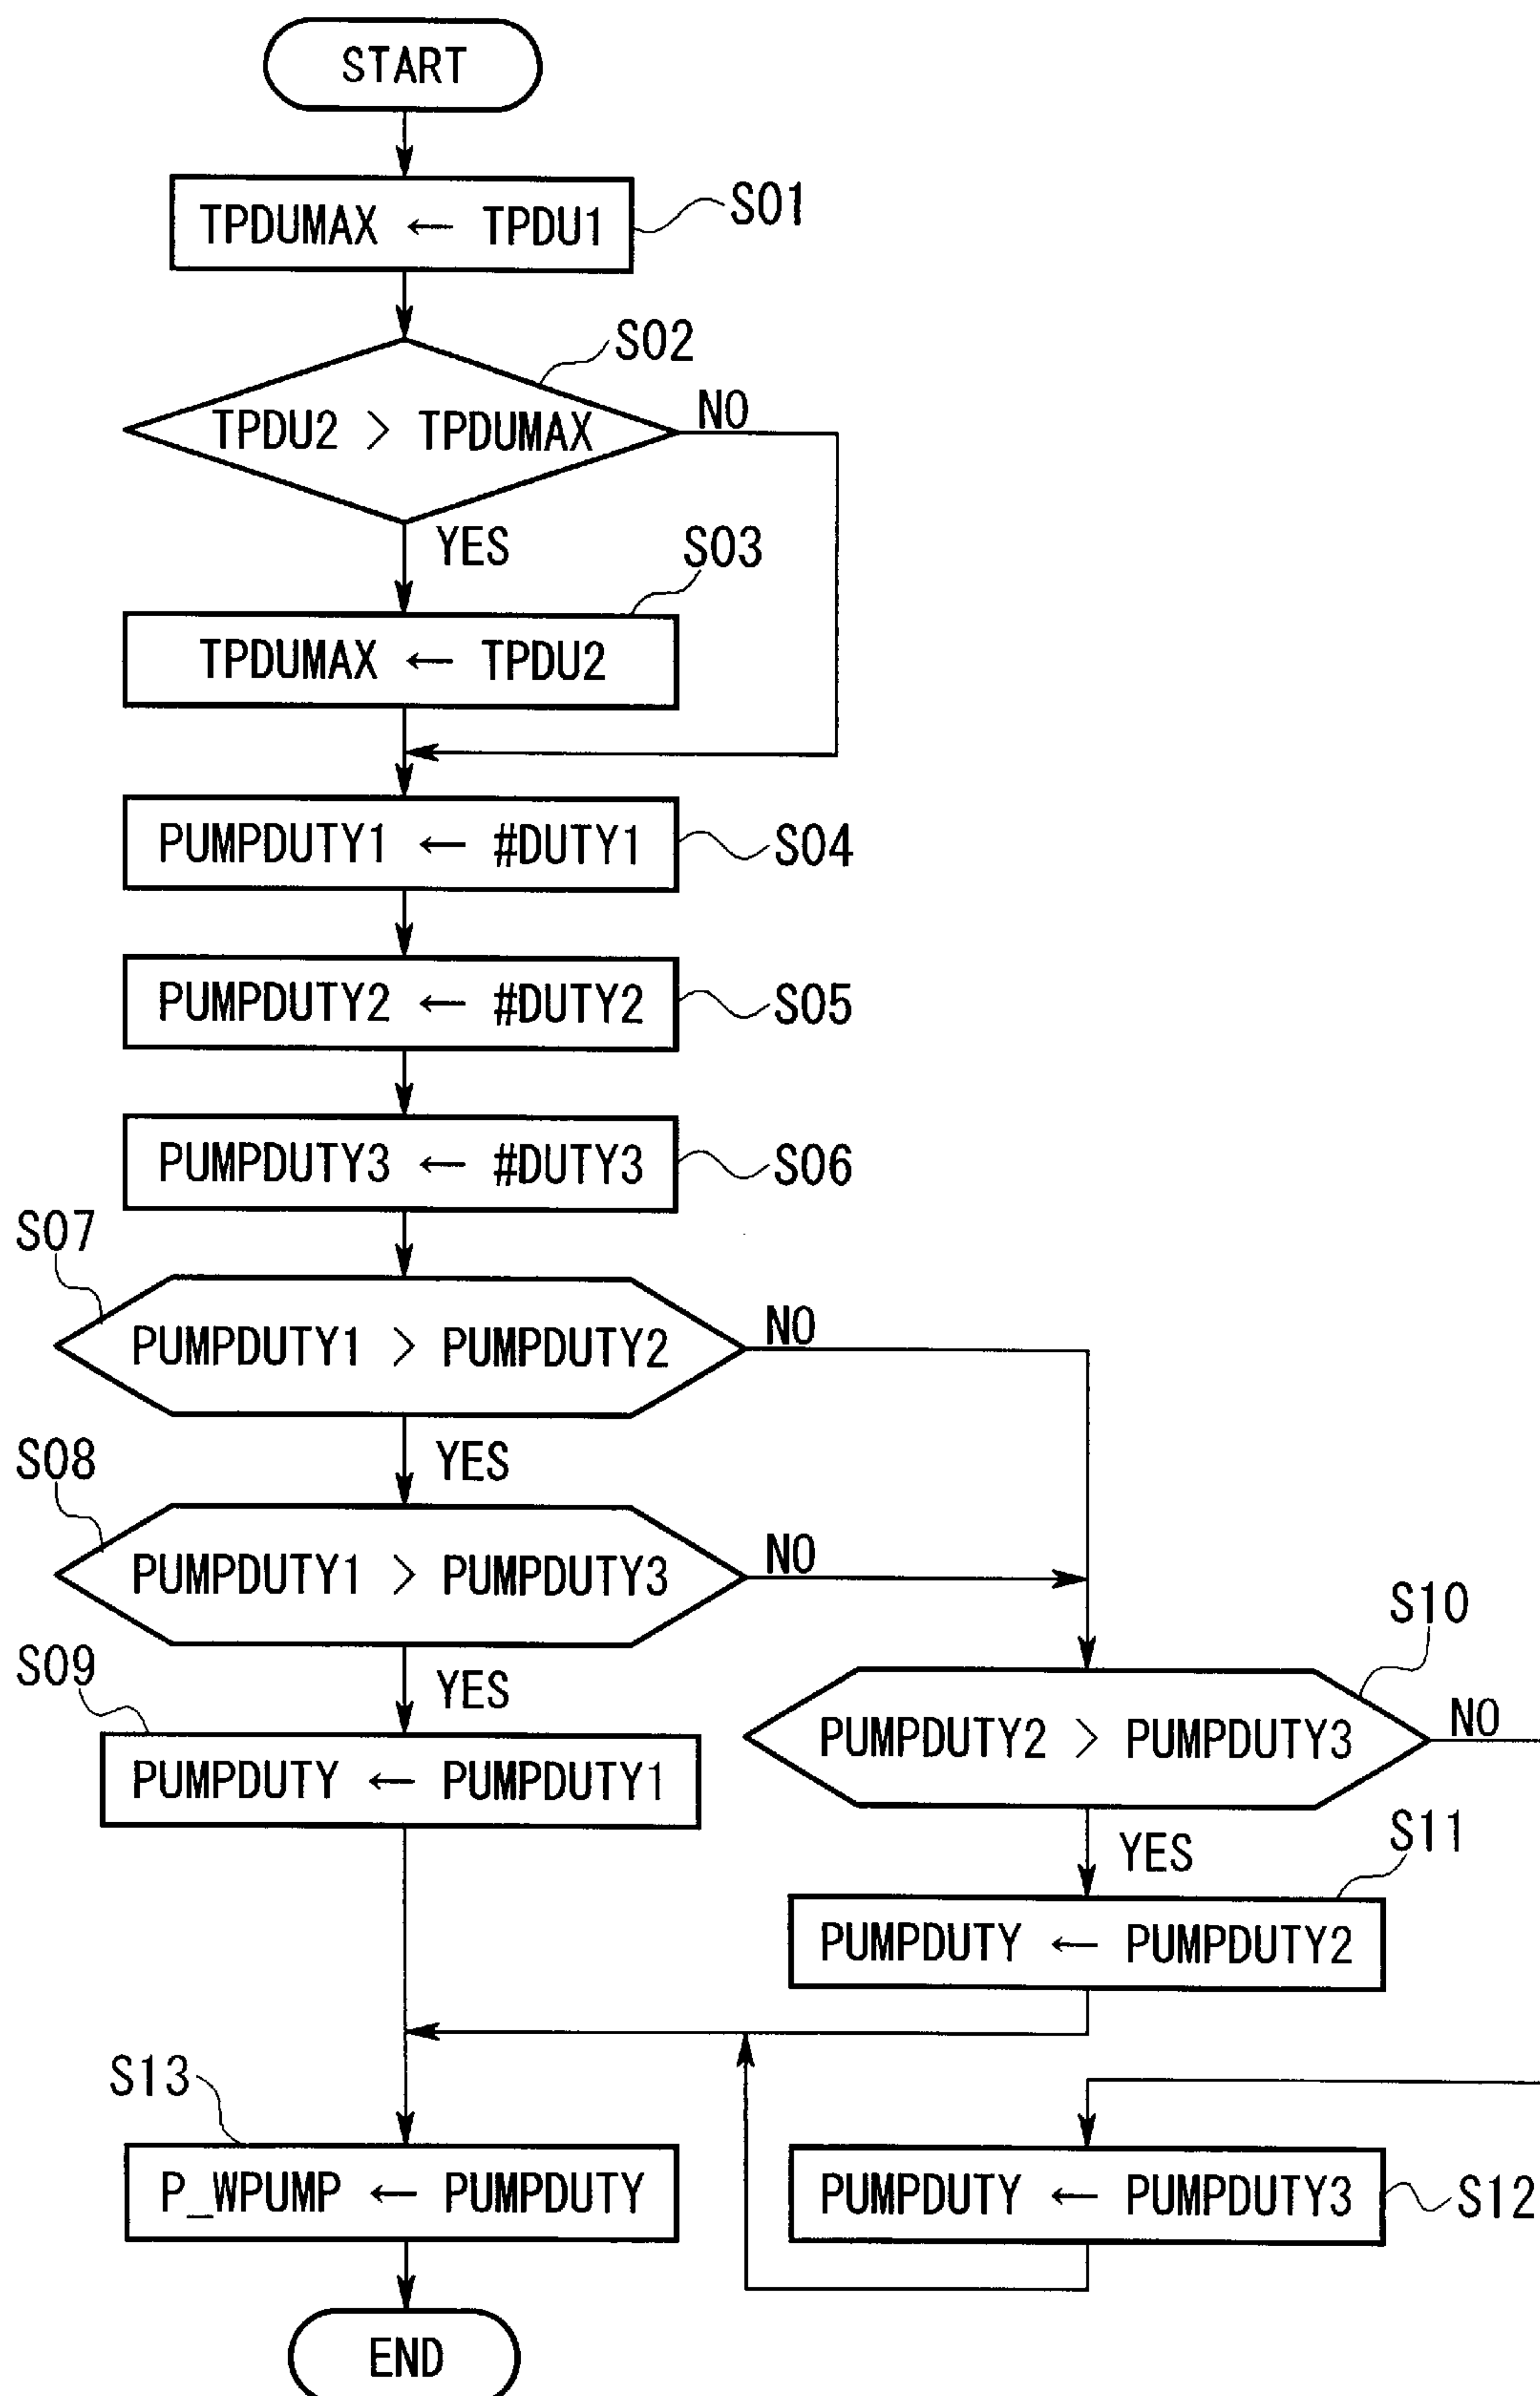 START
TPDUMAX ← TPDU1
S01
S02
TPDU2 > TPDUMAX
NO
YES
S03
TPDUMAX ← TPDU2
PUMPDUTY1 ← #DUTY1
S04
PUMPDUTY2 ← #DUTY2
S05
PUMPDUTY3 ← #DUTY3
S06
S07
PUMPDUTY1 > PUMPDUTY2
NO
YES
S08
PUMPDUTY1 > PUMPDUTY3
NO
YES
S09
PUMPDUTY ← PUMPDUTY1
S10
PUMPDUTY2 > PUMPDUTY3
NO
YES
S11
PUMPDUTY ← PUMPDUTY2
S13
P_WPUMP ← PUMPDUTY
PUMPDUTY ← PUMPDUTY3
S12
END